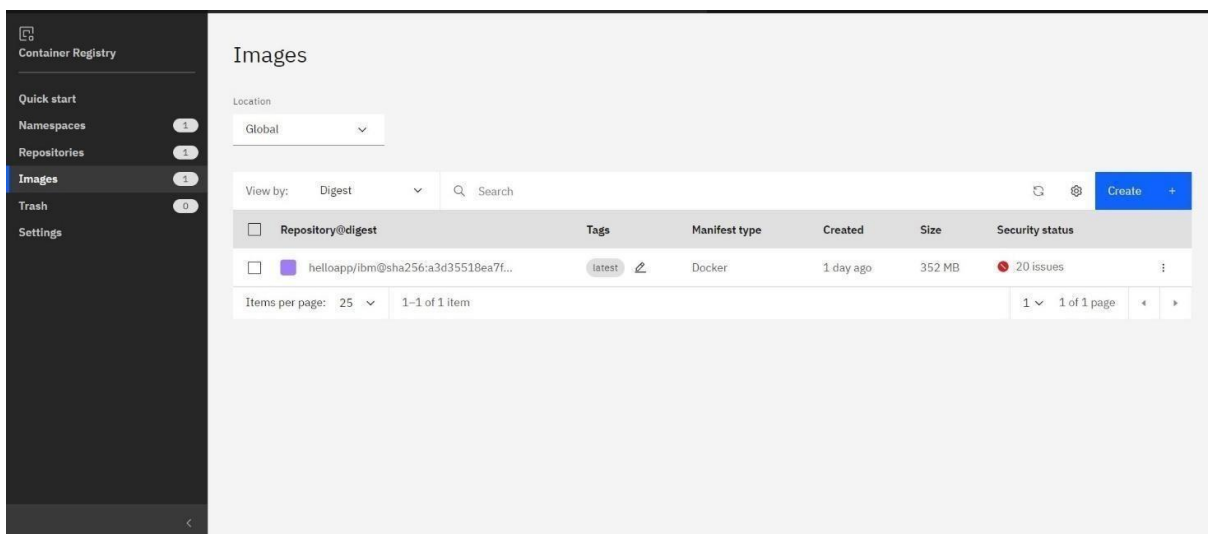 Container Registry
Quick start
Namespaces 1
Repositories 1
Images 1
Trash 0
Settings
Images
Location
Global
View by: Digest Search Create +
Repository@digest Tags Manifest type Created Size Security status
helloapp/ibm@sha256:a3d35518ea7f... latest Docker 1 day ago 352 MB 20 issues
Items per page: 25 1–1 of 1 item 1 1 of 1 page